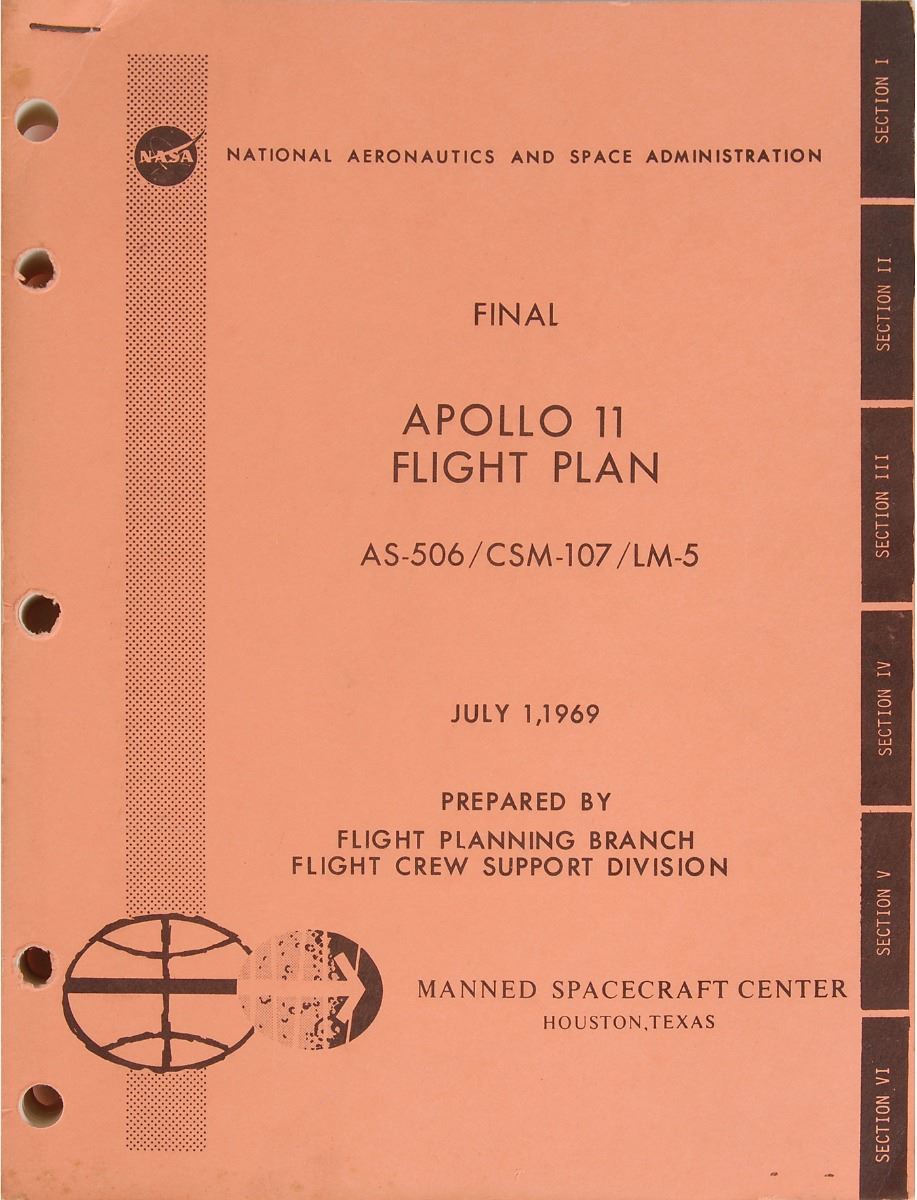 NASA
NATIONAL AERONAUTICS AND SPACE ADMINISTRATION
FINAL
APOLLO 11
FLIGHT PLAN
AS-506/CSM-107/LM-5
JULY 1,1969
PREPARED BY
FLIGHT PLANNING BRANCH
FLIGHT CREW SUPPORT DIVISION
MANNED SPACECRAFT CENTER
HOUSTON,TEXAS
SECTION I
SECTION II
SECTION III
SECTION IV
SECTION V
SECTION VI